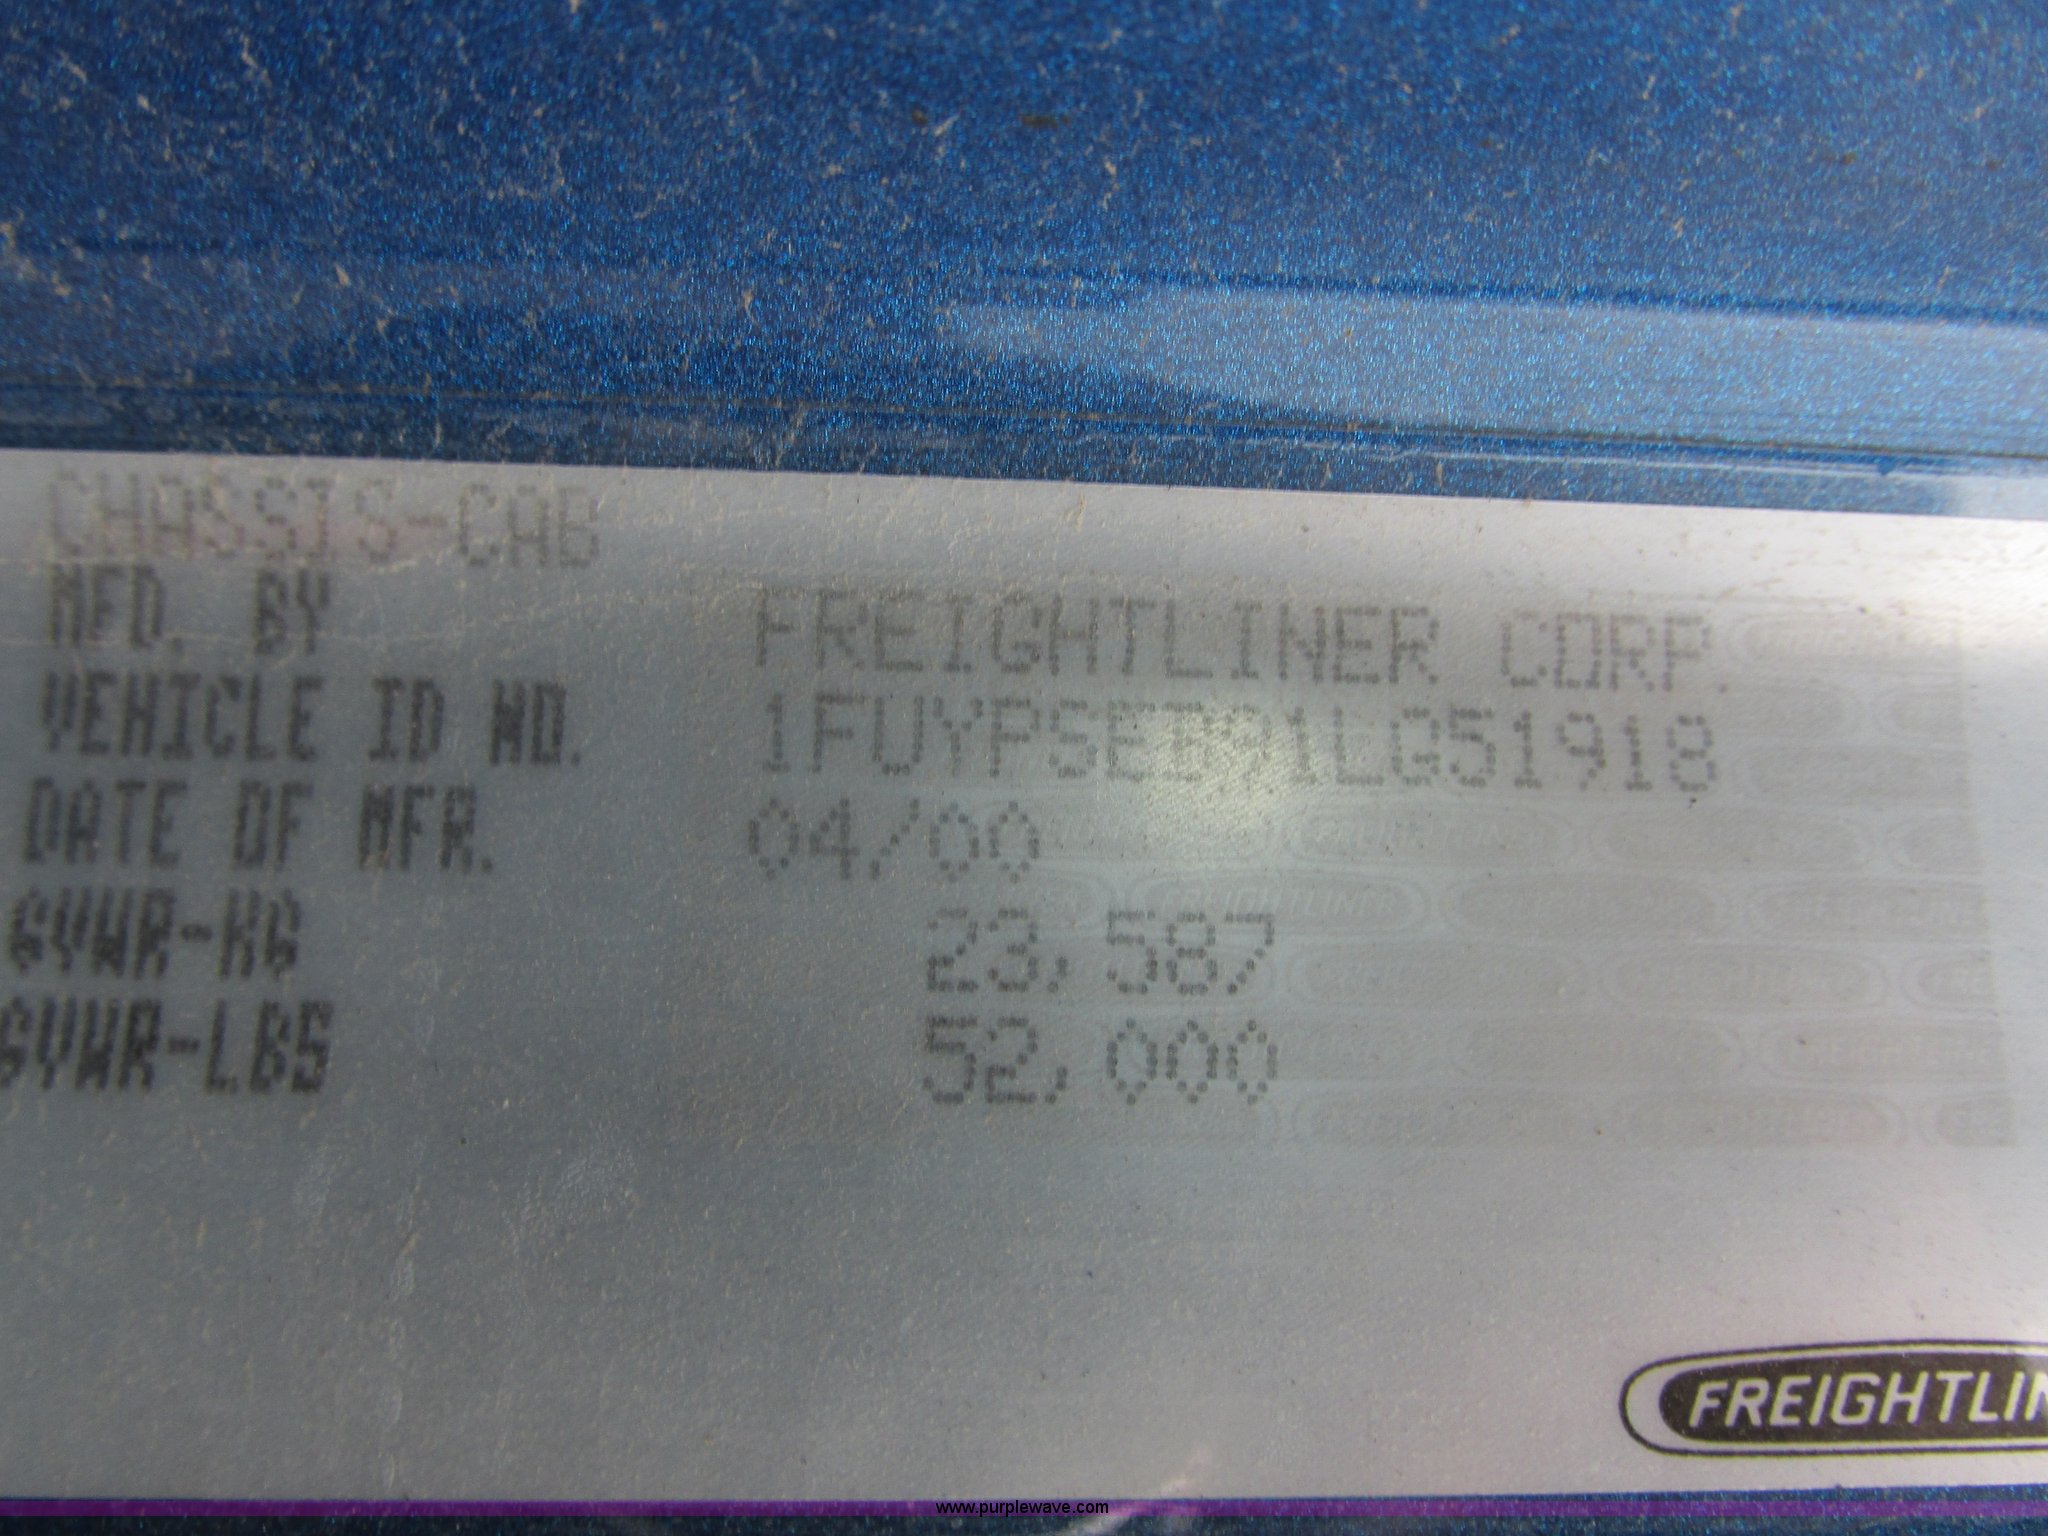 CHASSIS-CAB
MFD. BY FREIGHTLINER CORP.
VEHICLE ID NO. 1FUYPSEB91LG51918
DATE OF MFR. 04/00
GVWR-KG 23,587
GVWR-LBS 52,000
FREIGHTLIN
www.purplewave.com